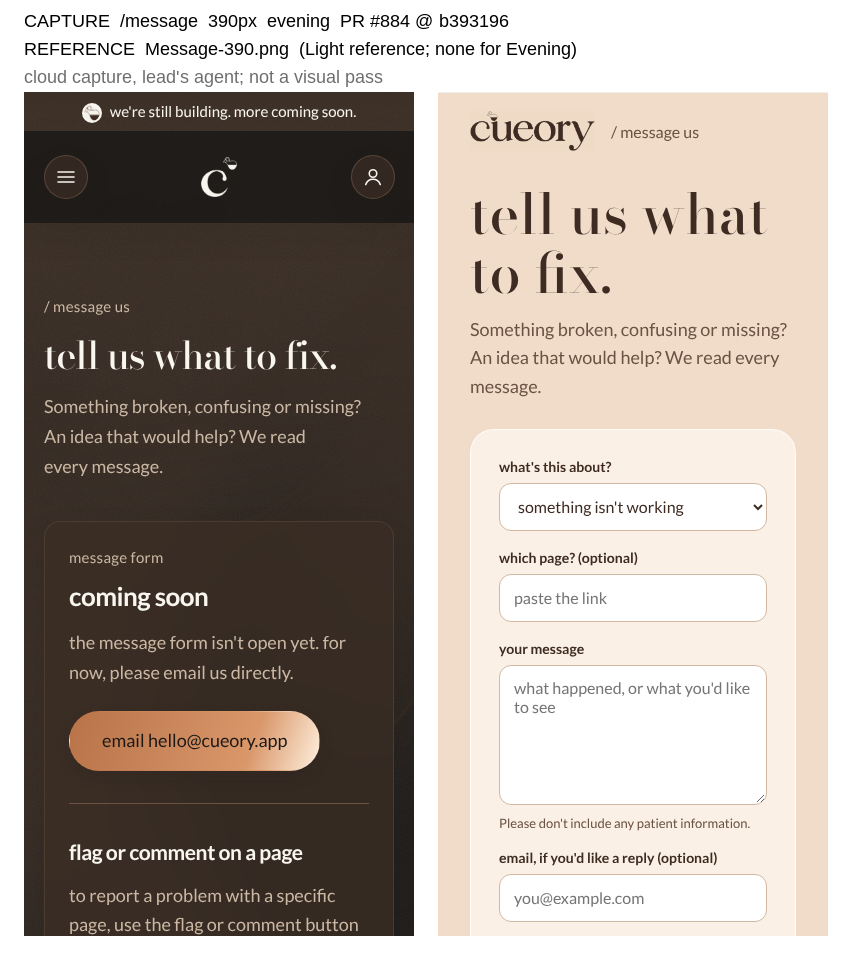 CAPTURE /message 390px evening PR #884 @ b393196
REFERENCE Message-390.png (Light reference; none for Evening)
cloud capture, lead's agent; not a visual pass
we're still building. more coming soon.
c
/ message us
tell us what to fix.
Something broken, confusing or missing?
An idea that would help? We read
every message.
message form
coming soon
the message form isn't open yet. for
now, please email us directly.
email hello@cueory.app
flag or comment on a page
to report a problem with a specific
page, use the flag or comment button
cueory / message us
tell us what
to fix.
Something broken, confusing or missing?
An idea that would help? We read every
message.
what's this about?
something isn't working
which page? (optional)
paste the link
your message
what happened, or what you'd like
to see
Please don't include any patient information.
email, if you'd like a reply (optional)
you@example.com